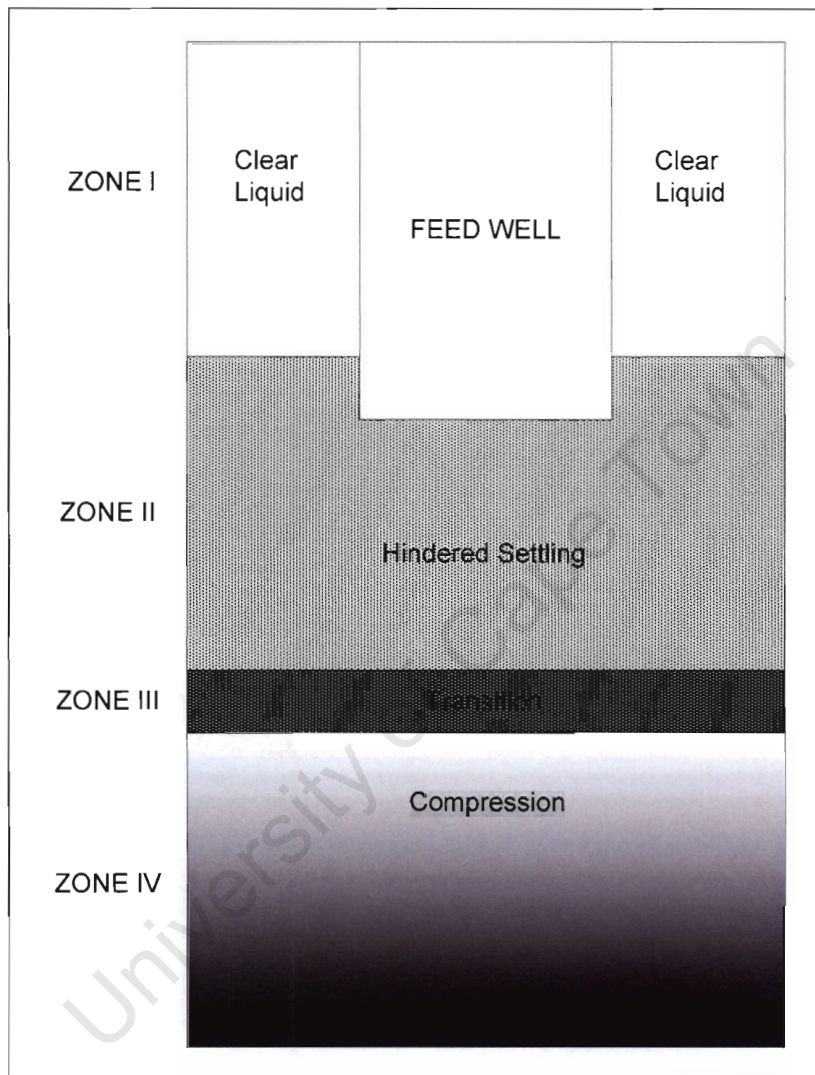 ZONE I
Clear
Liquid
FEED WELL
Clear
Liquid
ZONE II
Hindered Settling
ZONE III
Transition
Compression
ZONE IV
University of Cape Town